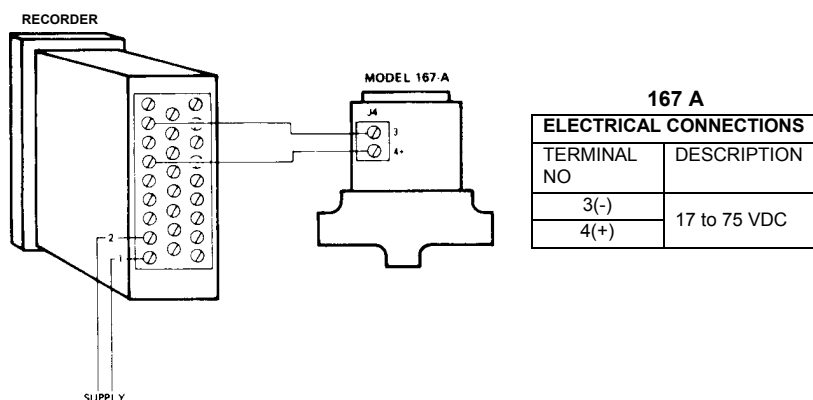 RECORDER
MODEL 167-A
J4
3
4+
2
1
SUPPLY
167 A
ELECTRICAL CONNECTIONS
TERMINAL NO
DESCRIPTION
3(-)
4(+)
17 to 75 VDC